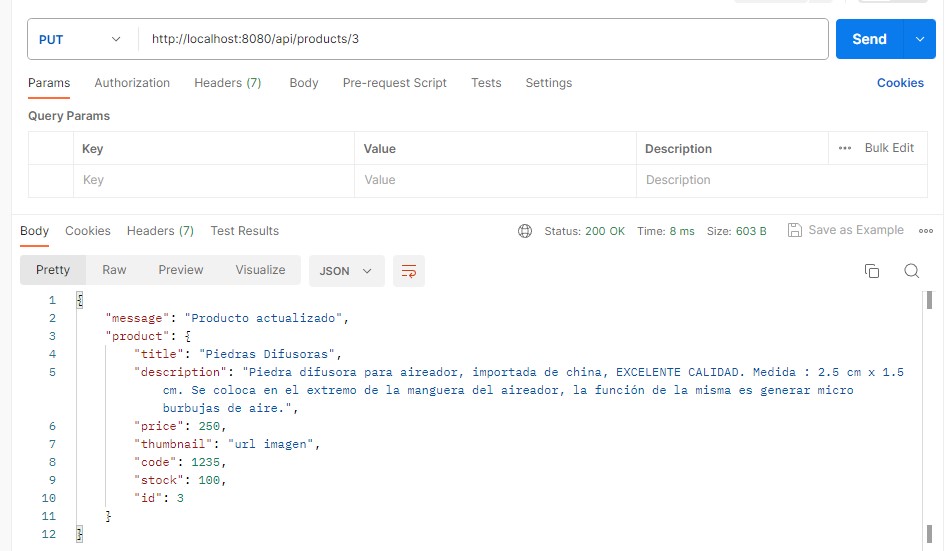 PUT http://localhost:8080/api/products/3 Send
Params Authorization Headers (7) Body Pre-request Script Tests Settings Cookies
Query Params
Key Value Description Bulk Edit
Key Value Description
Body Cookies Headers (7) Test Results Status: 200 OK Time: 8 ms Size: 603 B Save as Example
Pretty Raw Preview Visualize JSON
1 {
2 "message": "Producto actualizado",
3 "product": {
4 "title": "Piedras Difusoras",
5 "description": "Piedra difusora para aireador, importada de china, EXCELENTE CALIDAD. Medida : 2.5 cm x 1.5
cm. Se coloca en el extremo de la manguera del aireador, la función de la misma es generar micro
burbujas de aire.",
6 "price": 250,
7 "thumbnail": "url imagen",
8 "code": 1235,
9 "stock": 100,
10 "id": 3
11 }
12 }